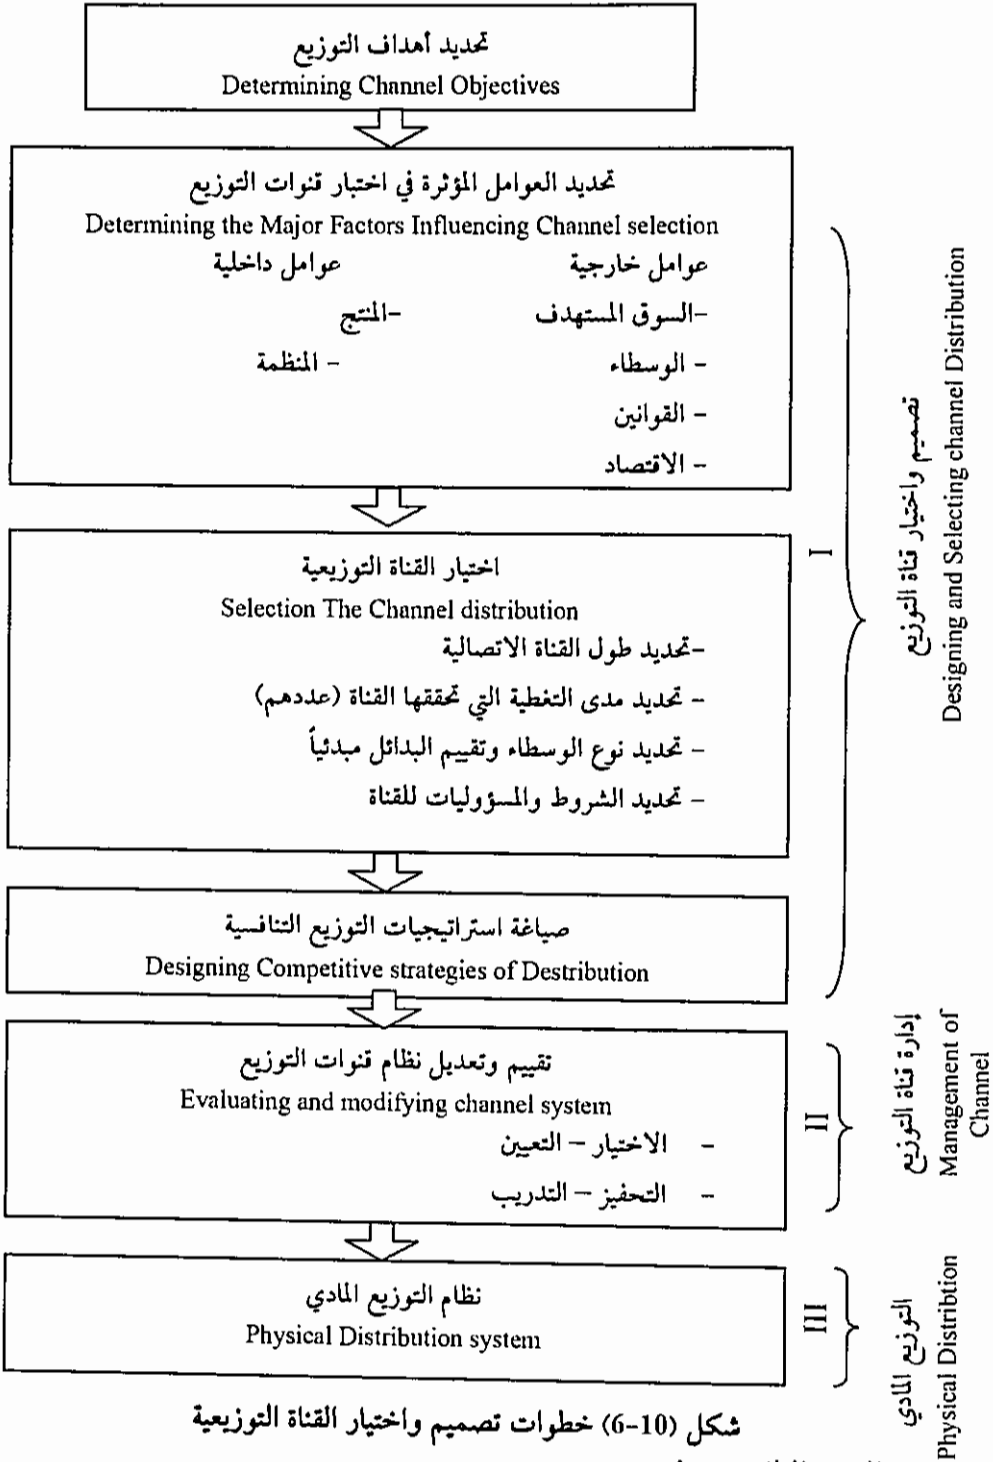 تحديد أهداف التوزيع
Determining Channel Objectives
تحديد العوامل المؤثرة في اختبار قنوات التوزيع
Determining the Major Factors Influencing Channel selection
عوامل خارجية
-السوق المستهدف
- الوسطاء
- القوانين
- الاقتصاد
عوامل داخلية
-المنتج
- المنظمة
اختيار القناة التوزيعية
Selection The Channel distribution
-تحديد طول القناة الاتصالية
- تحديد مدى التغطية التي تحققها القناة (عددهم)
- تحديد نوع الوسطاء وتقييم البدائل مبدئياً
- تحديد الشروط والمسؤوليات للقناة
صياغة استراتيجيات التوزيع التنافسية
Designing Competitive strategies of Destribution
I
تصميم واختيار قناة التوزيع
Designing and Selecting channel Distribution
تقييم وتعديل نظام قنوات التوزيع
Evaluating and modifying channel system
- الاختيار – التعيين
- التحفيز – التدريب
II
إدارة قناة التوزيع
Management of
Channel
نظام التوزيع المادي
Physical Distribution system
III
التوزيع المادي
Physical Distribtion
شكل (10-6) خطوات تصميم واختيار القناة التوزيعية